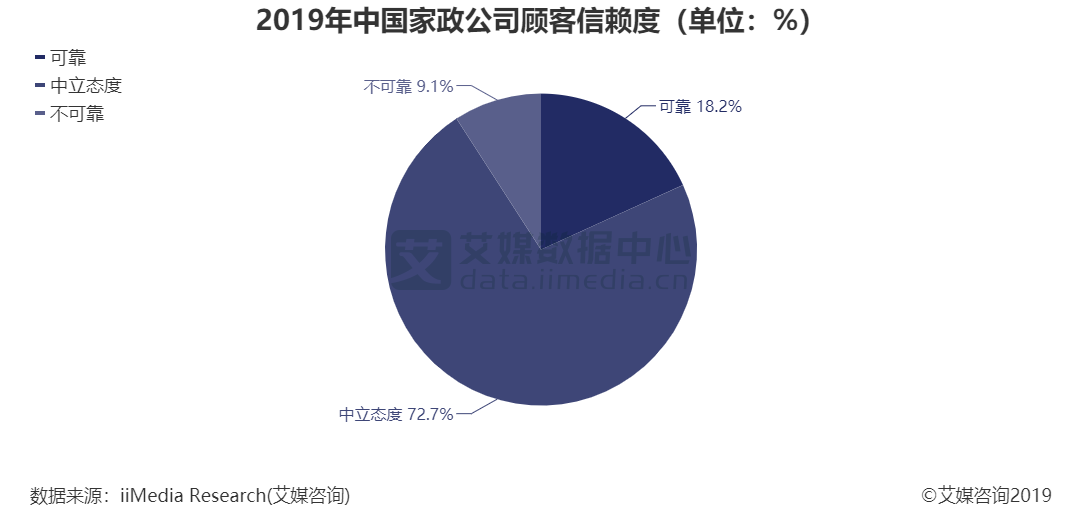 2019年中国家政公司顾客信赖度（单位：%）
可靠
中立态度
不可靠
不可靠 9.1%
可靠 18.2%
艾 艾媒数据中心
data.iimedia.cn
中立态度 72.7%
数据来源：iiMedia Research(艾媒咨询)
©艾媒咨询2019